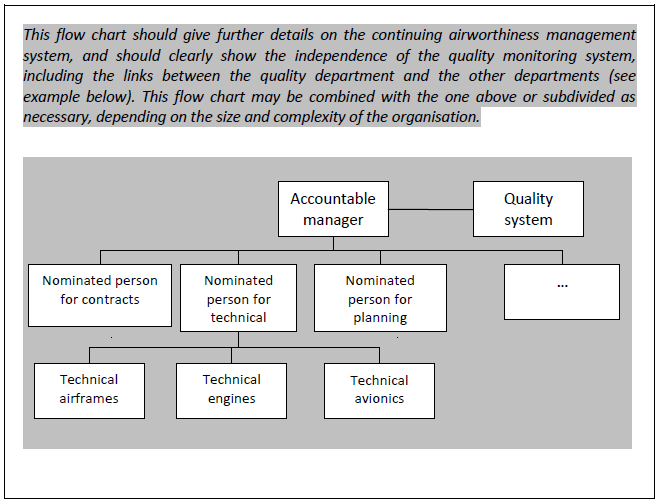 This flow chart should give further details on the continuing airworthiness management
system, and should clearly show the independence of the quality monitoring system,
including the links between the quality department and the other departments (see
example below). This flow chart may be combined with the one above or subdivided as
necessary, depending on the size and complexity of the organisation.
Accountable
manager
Quality
system
Nominated person
for contracts
Nominated
person for
technical
Nominated
person for
planning
...
Technical
airframes
Technical
engines
Technical
avionics